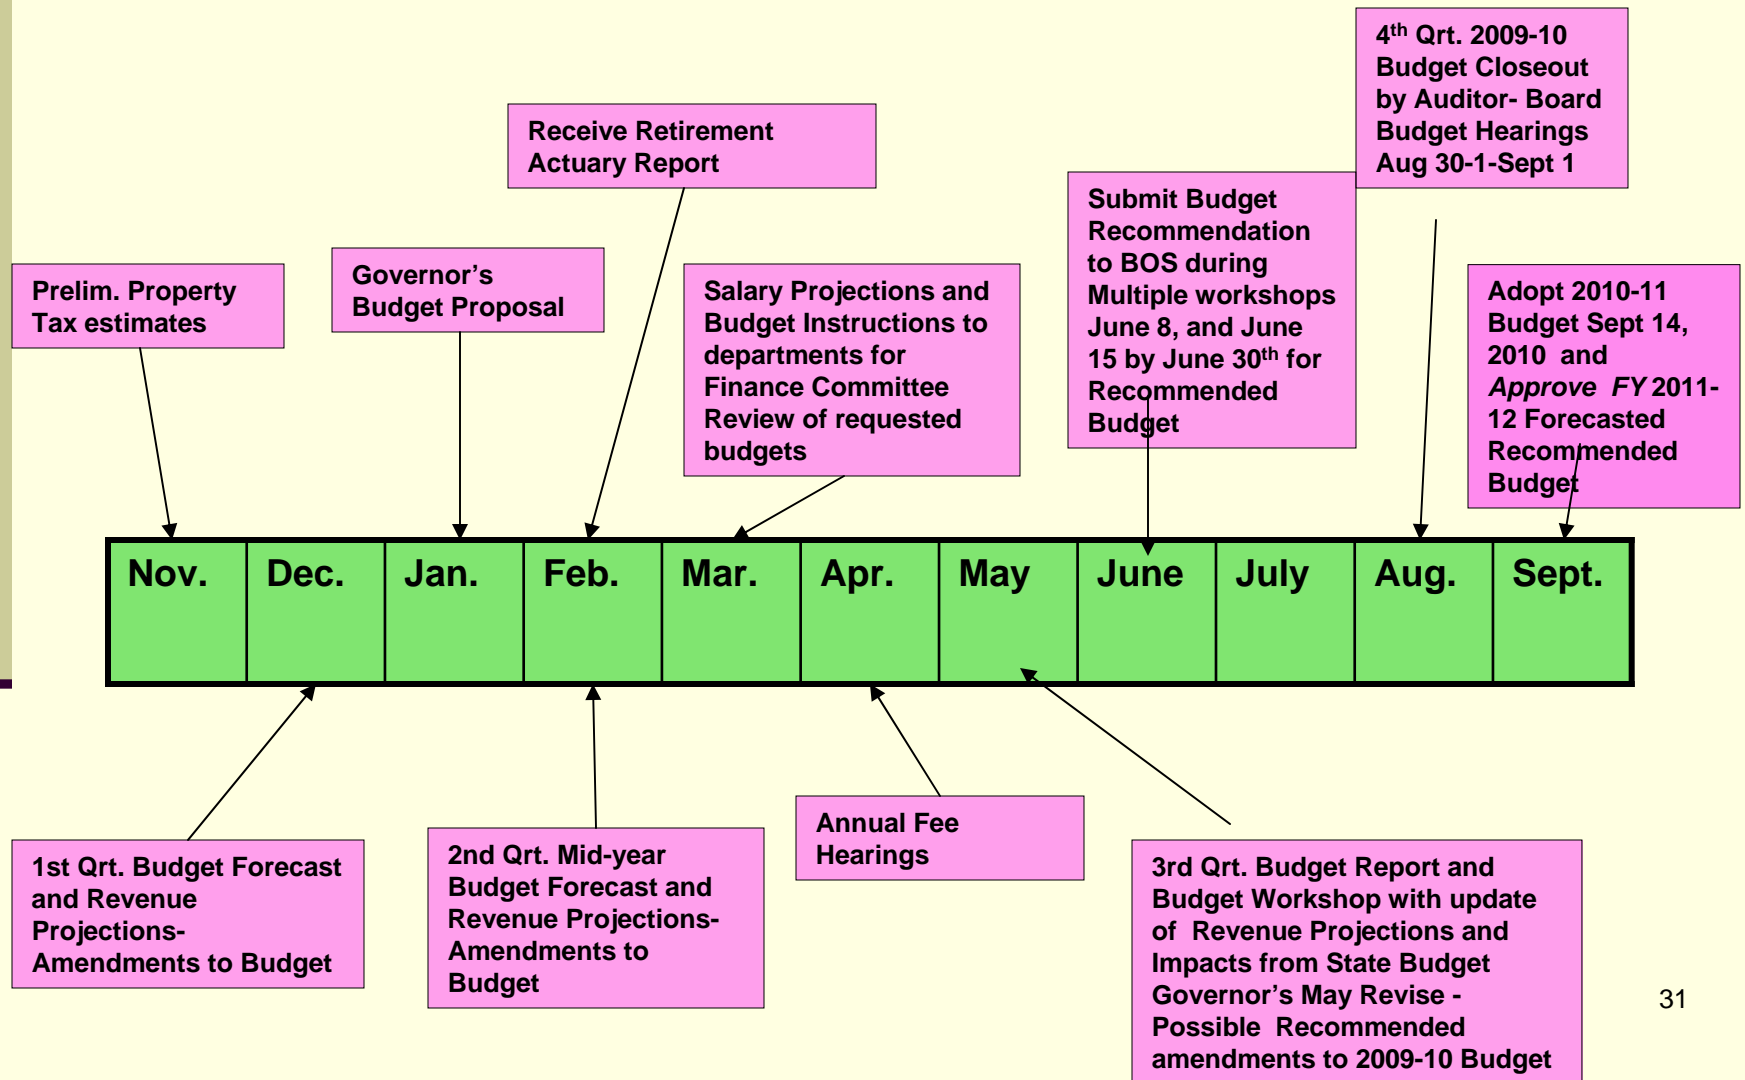 4th Qrt. 2009-10
Budget Closeout
by Auditor- Board
Budget Hearings
Aug 30-1-Sept 1
Receive Retirement
Actuary Report
Submit Budget
Recommendation
to BOS during
Multiple workshops
June 8, and June
15 by June 30th for
Recommended
Budget
Prelim. Property
Tax estimates
Governor’s
Budget Proposal
Salary Projections and
Budget Instructions to
departments for
Finance Committee
Review of requested
budgets
Adopt 2010-11
Budget Sept 14,
2010 and
Approve FY 2011-
12 Forecasted
Recommended
Budget
Nov. Dec. Jan. Feb. Mar. Apr. May June July Aug. Sept.
1st Qrt. Budget Forecast
and Revenue
Projections-
Amendments to Budget
2nd Qrt. Mid-year
Budget Forecast and
Revenue Projections-
Amendments to
Budget
Annual Fee
Hearings
3rd Qrt. Budget Report and
Budget Workshop with update
of Revenue Projections and
Impacts from State Budget
Governor’s May Revise -
Possible Recommended
amendments to 2009-10 Budget
31